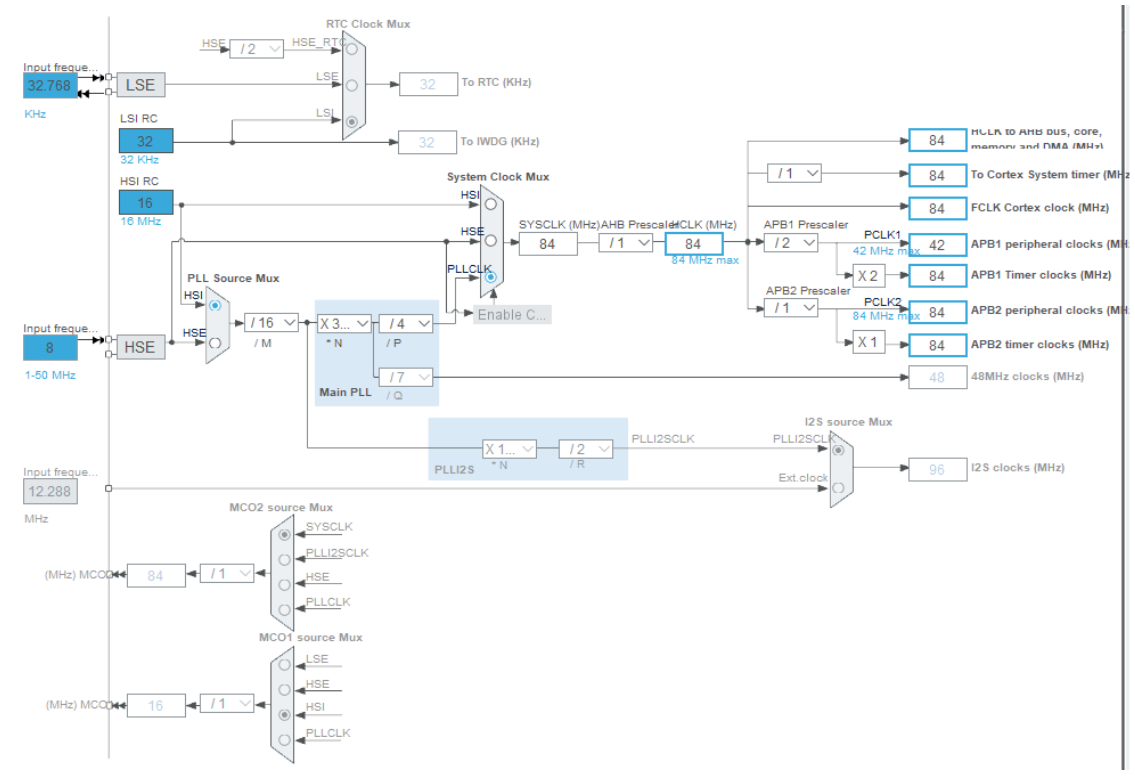 RTC Clock Mux
HSE
/ 2
HSE_RTC
Input freque...
32.768
KHz
LSE
LSE
32
To RTC (KHz)
LSI RC
LSI
32
32 KHz
32
To IWDG (KHz)
HSI RC
16
16 MHz
System Clock Mux
HSI
HSE
PLLCLK
Enable C...
SYSCLK (MHz)
84
AHB Prescaler
/ 1
HCLK (MHz)
84
84 MHz max
84
HCLK to AHB bus, core,
memory and DMA (MHz)
/ 1
84
To Cortex System timer (MHz
84
FCLK Cortex clock (MHz)
APB1 Prescaler
/ 2
PCLK1
42 MHz max
42
APB1 peripheral clocks (MH
X 2
84
APB1 Timer clocks (MHz)
APB2 Prescaler
/ 1
PCLK2
84 MHz max
84
APB2 peripheral clocks (MH
X 1
84
APB2 timer clocks (MHz)
48
48MHz clocks (MHz)
PLL Source Mux
HSI
HSE
/ 16
/ M
X 3...
* N
/ 4
/ P
/ 7
/ Q
Main PLL
Input freque...
8
1-50 MHz
HSE
X 1...
* N
/ 2
/ R
PLLI2S
PLLI2SCLK
I2S source Mux
PLLI2SCLK
Ext.clock
96
I2S clocks (MHz)
Input freque...
12.288
MHz
MCO2 source Mux
SYSCLK
PLLI2SCLK
HSE
PLLCLK
(MHz) MCO2
84
/ 1
MCO1 source Mux
LSE
HSE
HSI
PLLCLK
(MHz) MCO
16
/ 1